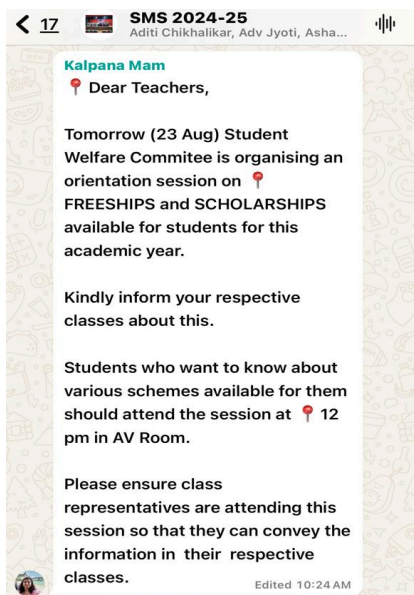 17
SMS 2024-25
Aditi Chikhalikar, Adv Jyoti, Asha...
Kalpana Mam
📍 Dear Teachers,
Tomorrow (23 Aug) Student
Welfare Commitee is organising an
orientation session on 📍
FREESHIPS and SCHOLARSHIPS
available for students for this
academic year.
Kindly inform your respective
classes about this.
Students who want to know about
various schemes available for them
should attend the session at 📍 12
pm in AV Room.
Please ensure class
representatives are attending this
session so that they can convey the
information in their respective
classes.
Edited 10:24 AM